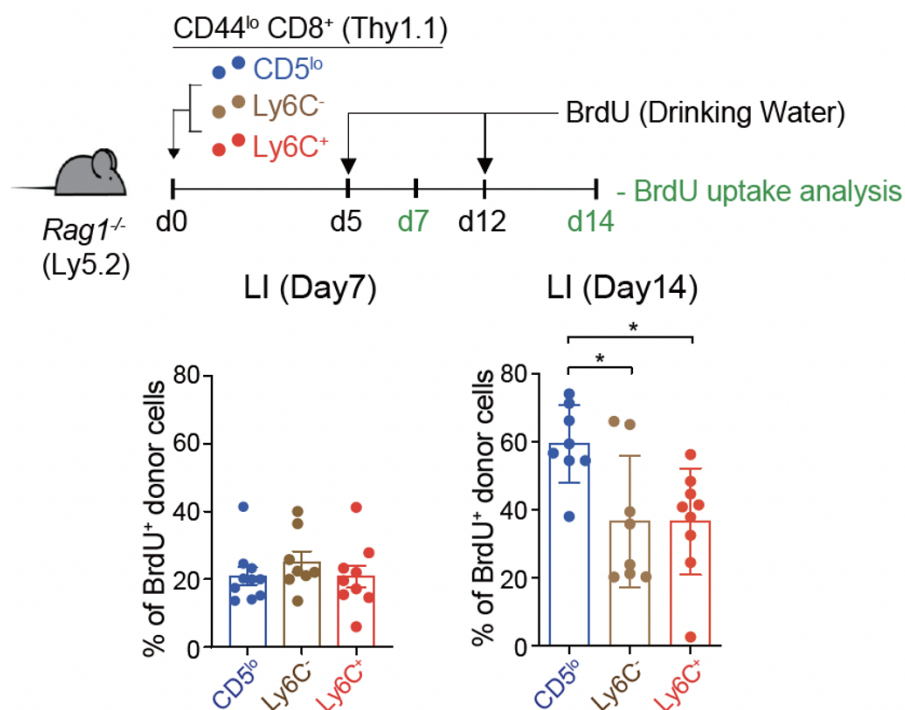 CD44lo CD8+ (Thy1.1)
CD5lo
Ly6C-
Ly6C+
BrdU (Drinking Water)
Rag1-/-
(Ly5.2)
d0
d5
d7
d12
d14
- BrdU uptake analysis
LI (Day7)
% of BrdU+ donor cells
80
60
40
20
0
CD5lo
Ly6C-
Ly6C+
LI (Day14)
% of BrdU+ donor cells
80
60
40
20
0
*
*
CD5lo
Ly6C-
Ly6C+